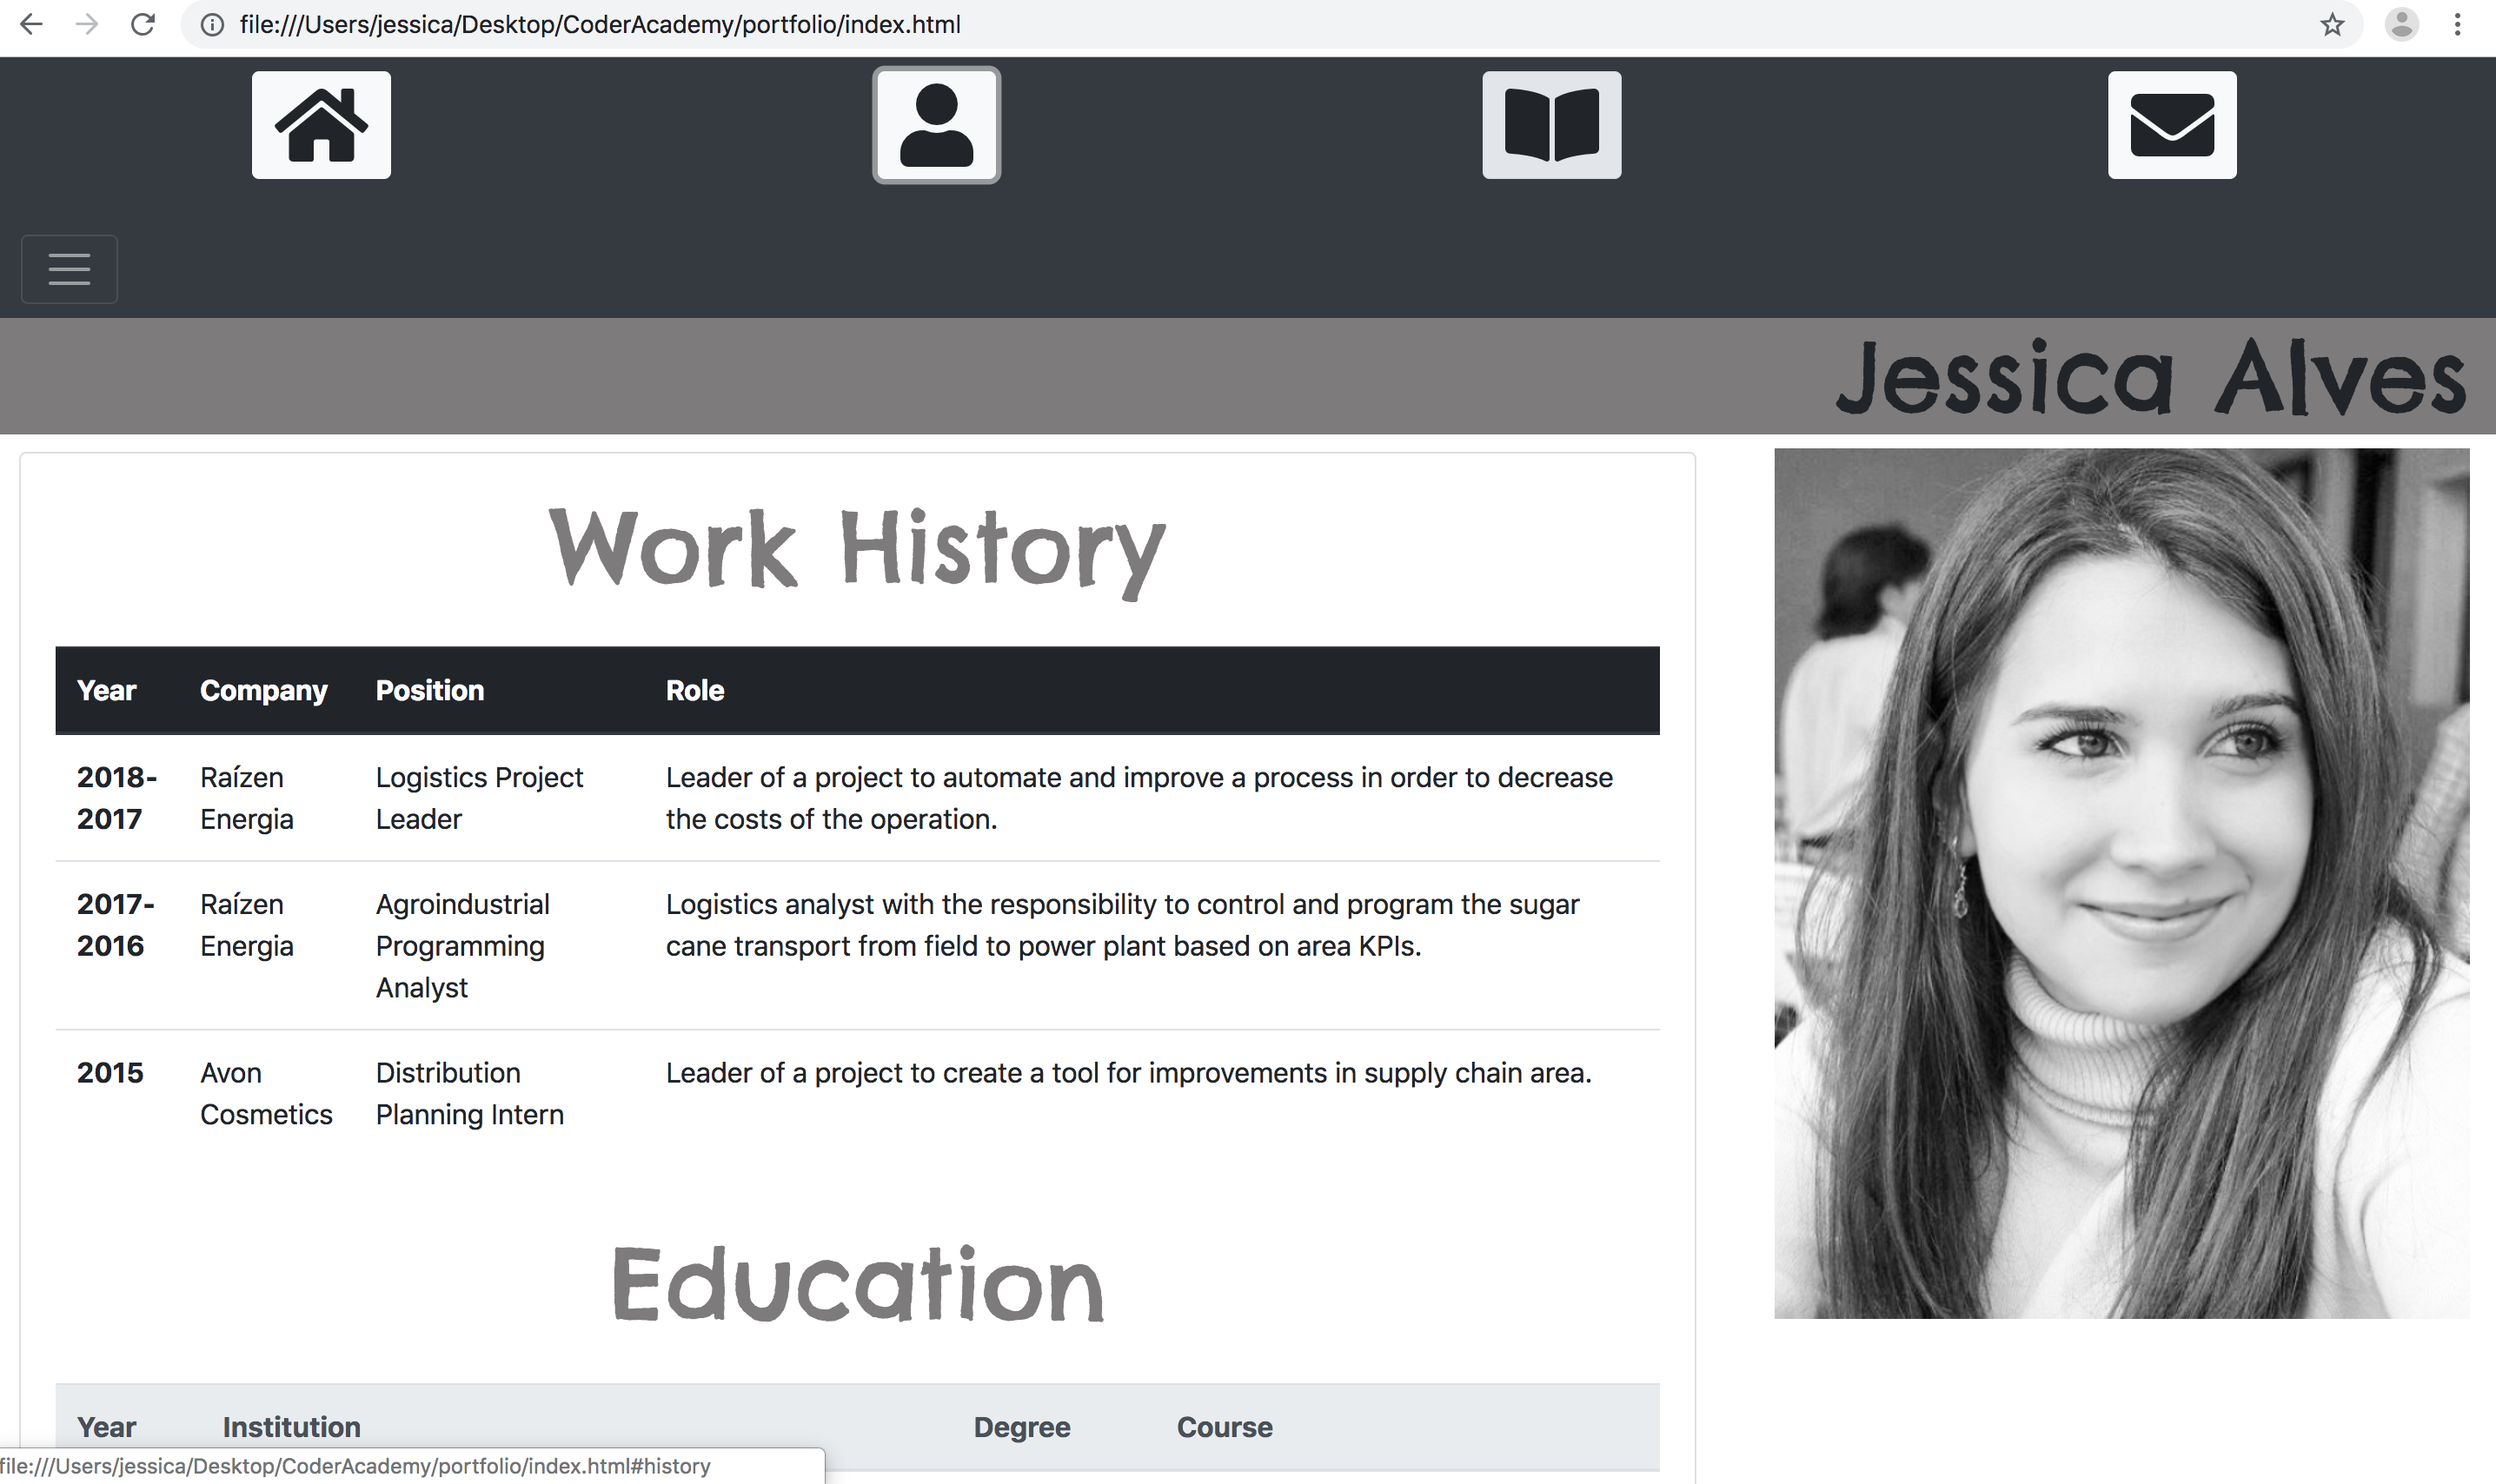 file:///Users/jessica/Desktop/CoderAcademy/portfolio/index.html
Jessica Alves
Work History
Year Company Position Role
2018- Raízen Logistics Project Leader of a project to automate and improve a process in order to decrease
2017 Energia Leader the costs of the operation.
2017- Raízen Agroindustrial Logistics analyst with the responsibility to control and program the sugar
2016 Energia Programming cane transport from field to power plant based on area KPIs.
Analyst
2015 Avon Distribution Leader of a project to create a tool for improvements in supply chain area.
Cosmetics Planning Intern
Education
Year Institution Degree Course
file:///Users/jessica/Desktop/CoderAcademy/portfolio/index.html#history